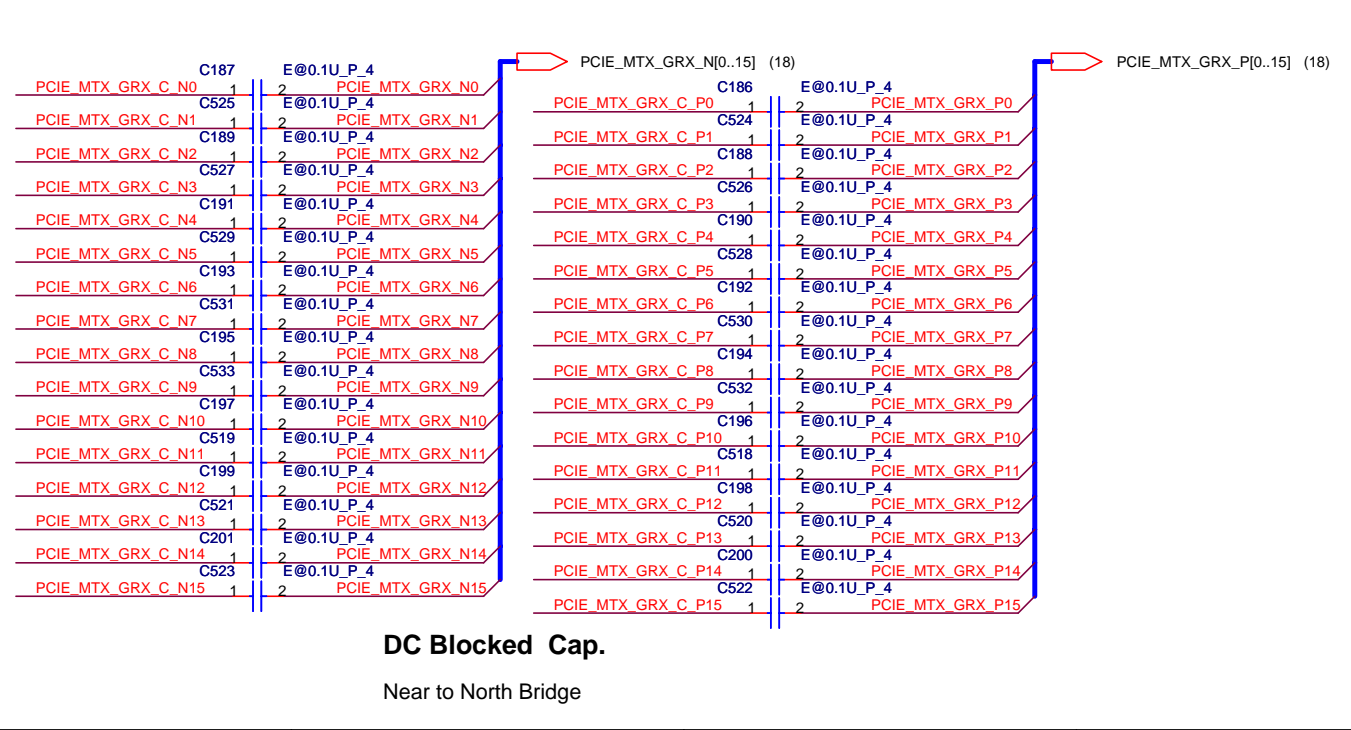 PCIE_MTX_GRX_N[0..15] (18)
C187 E@0.1U_P_4
PCIE_MTX_GRX_C_N0 1 2 PCIE_MTX_GRX_N0
C525 E@0.1U_P_4
PCIE_MTX_GRX_C_N1 1 2 PCIE_MTX_GRX_N1
C189 E@0.1U_P_4
PCIE_MTX_GRX_C_N2 1 2 PCIE_MTX_GRX_N2
C527 E@0.1U_P_4
PCIE_MTX_GRX_C_N3 1 2 PCIE_MTX_GRX_N3
C191 E@0.1U_P_4
PCIE_MTX_GRX_C_N4 1 2 PCIE_MTX_GRX_N4
C529 E@0.1U_P_4
PCIE_MTX_GRX_C_N5 1 2 PCIE_MTX_GRX_N5
C193 E@0.1U_P_4
PCIE_MTX_GRX_C_N6 1 2 PCIE_MTX_GRX_N6
C531 E@0.1U_P_4
PCIE_MTX_GRX_C_N7 1 2 PCIE_MTX_GRX_N7
C195 E@0.1U_P_4
PCIE_MTX_GRX_C_N8 1 2 PCIE_MTX_GRX_N8
C533 E@0.1U_P_4
PCIE_MTX_GRX_C_N9 1 2 PCIE_MTX_GRX_N9
C197 E@0.1U_P_4
PCIE_MTX_GRX_C_N10 1 2 PCIE_MTX_GRX_N10
C519 E@0.1U_P_4
PCIE_MTX_GRX_C_N11 1 2 PCIE_MTX_GRX_N11
C199 E@0.1U_P_4
PCIE_MTX_GRX_C_N12 1 2 PCIE_MTX_GRX_N12
C521 E@0.1U_P_4
PCIE_MTX_GRX_C_N13 1 2 PCIE_MTX_GRX_N13
C201 E@0.1U_P_4
PCIE_MTX_GRX_C_N14 1 2 PCIE_MTX_GRX_N14
C523 E@0.1U_P_4
PCIE_MTX_GRX_C_N15 1 2 PCIE_MTX_GRX_N15
PCIE_MTX_GRX_P[0..15] (18)
C186 E@0.1U_P_4
PCIE_MTX_GRX_C_P0 1 2 PCIE_MTX_GRX_P0
C524 E@0.1U_P_4
PCIE_MTX_GRX_C_P1 1 2 PCIE_MTX_GRX_P1
C188 E@0.1U_P_4
PCIE_MTX_GRX_C_P2 1 2 PCIE_MTX_GRX_P2
C526 E@0.1U_P_4
PCIE_MTX_GRX_C_P3 1 2 PCIE_MTX_GRX_P3
C190 E@0.1U_P_4
PCIE_MTX_GRX_C_P4 1 2 PCIE_MTX_GRX_P4
C528 E@0.1U_P_4
PCIE_MTX_GRX_C_P5 1 2 PCIE_MTX_GRX_P5
C192 E@0.1U_P_4
PCIE_MTX_GRX_C_P6 1 2 PCIE_MTX_GRX_P6
C530 E@0.1U_P_4
PCIE_MTX_GRX_C_P7 1 2 PCIE_MTX_GRX_P7
C194 E@0.1U_P_4
PCIE_MTX_GRX_C_P8 1 2 PCIE_MTX_GRX_P8
C532 E@0.1U_P_4
PCIE_MTX_GRX_C_P9 1 2 PCIE_MTX_GRX_P9
C196 E@0.1U_P_4
PCIE_MTX_GRX_C_P10 1 2 PCIE_MTX_GRX_P10
C518 E@0.1U_P_4
PCIE_MTX_GRX_C_P11 1 2 PCIE_MTX_GRX_P11
C198 E@0.1U_P_4
PCIE_MTX_GRX_C_P12 1 2 PCIE_MTX_GRX_P12
C520 E@0.1U_P_4
PCIE_MTX_GRX_C_P13 1 2 PCIE_MTX_GRX_P13
C200 E@0.1U_P_4
PCIE_MTX_GRX_C_P14 1 2 PCIE_MTX_GRX_P14
C522 E@0.1U_P_4
PCIE_MTX_GRX_C_P15 1 2 PCIE_MTX_GRX_P15
DC Blocked Cap.
Near to North Bridge